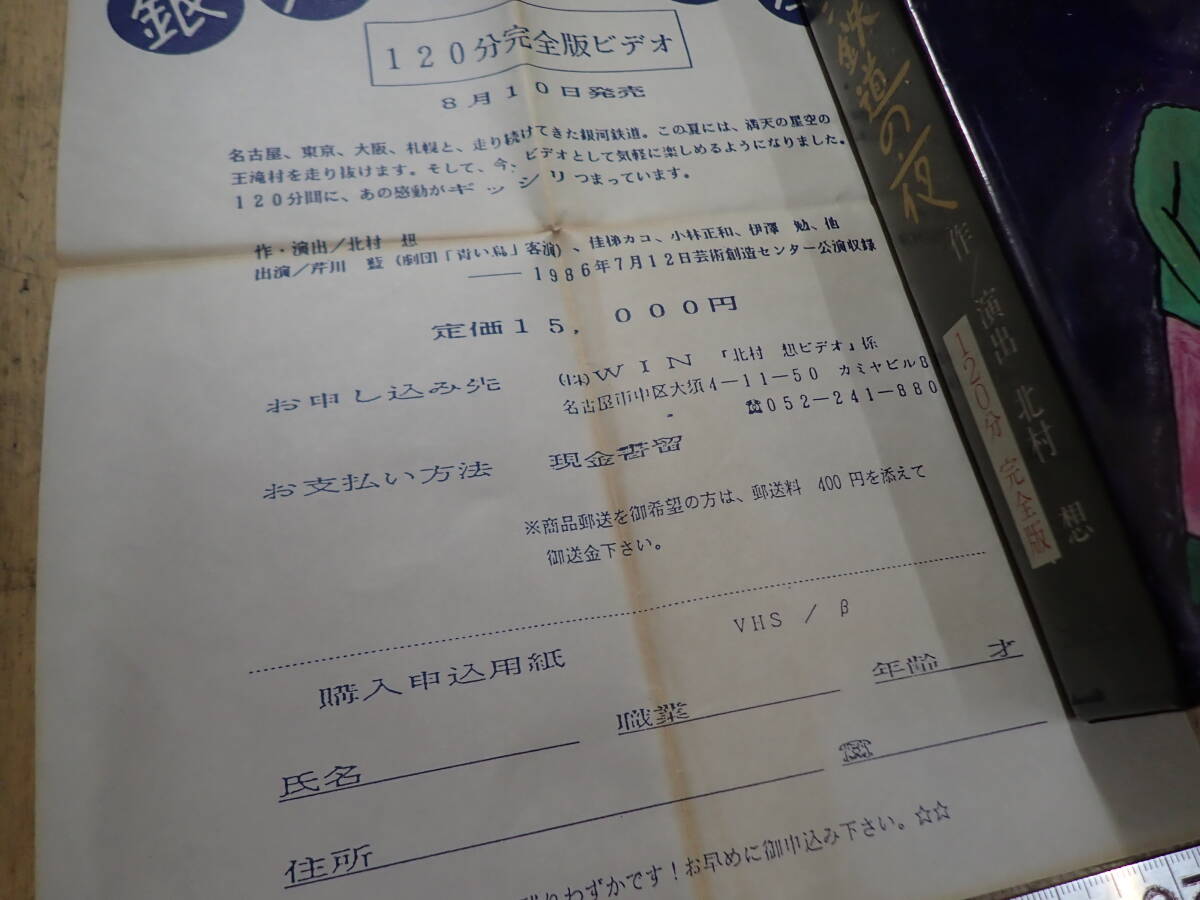 銀
120分完全版ビデオ
8月10日発売
名古屋、東京、大阪、札幌と、走り続けてきた銀河鉄道。この夏には、満天の星空の
王滝村を走り抜けます。そして、今、ビデオとして気軽に楽しめるようになりました。
120分間に、あの感動がギッシリつまっています。
作・演出/北村 想
出演/芹川 藍(劇団「青い鳥」客演)、佳梯カコ、小林正和、伊澤 勉、他
――1986年7月12日芸術創造センター公演収録
定価15,000円
お申し込み先 (株)WIN 「北村 想ビデオ」係
名古屋市中区大須4-11-50 カミヤビル8
☎052-241-880
お支払い方法 現金書留
※商品郵送を御希望の方は、郵送料 400 円を添えて
御送金下さい。
VHS / β
購入申込用紙
氏名 職業 年齢 才
住所 ☎
りわずかです!お早めに御申込み下さい。☆☆
鉄道の夜
作/演出 北村 想
120分 完全版